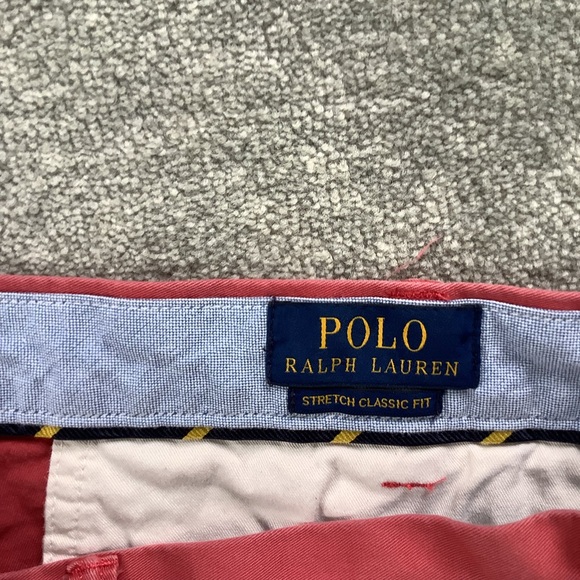 POLO
RALPH LAUREN
STRETCH CLASSIC FIT